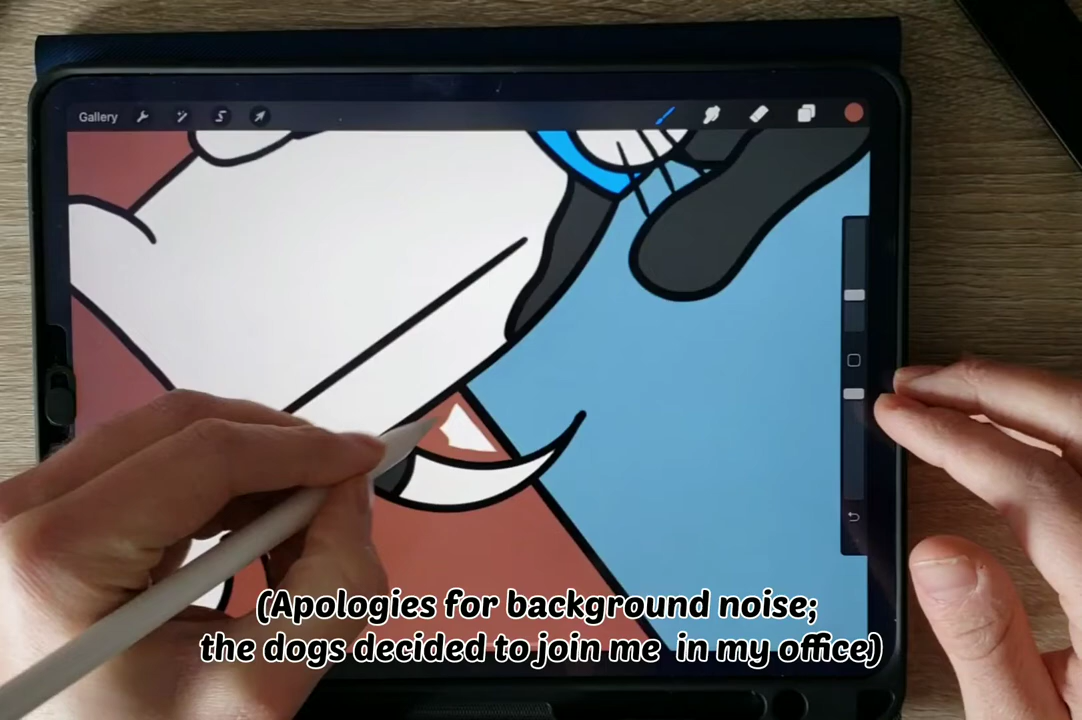 Gallery
(Apologies for background noise;
the dogs decided to join me in my office)